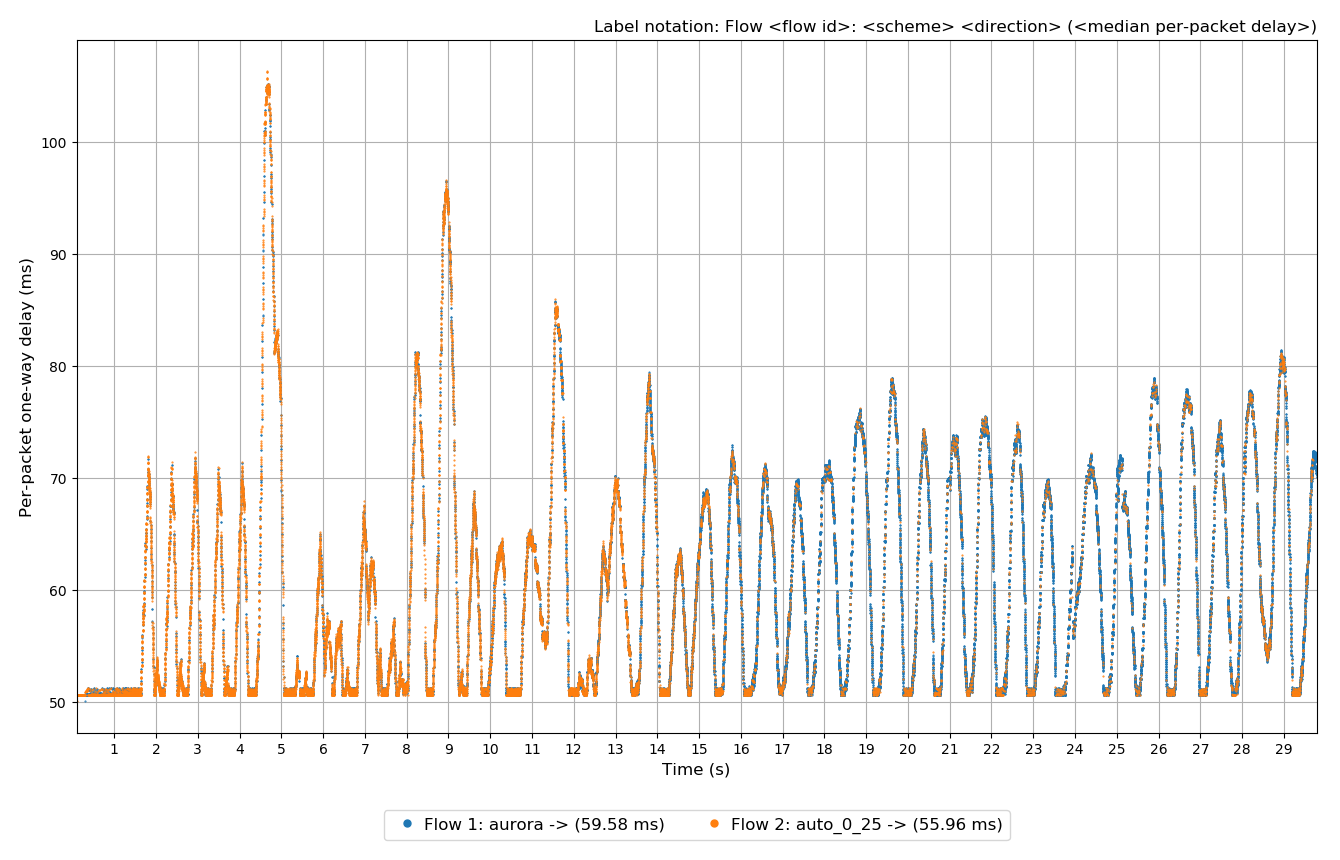 Label notation: Flow <flow id>: <scheme> <direction> (<median per-packet delay>)
Per-packet one-way delay (ms)
100
90
80
70
60
50
1 2 3 4 5 6 7 8 9 10 11 12 13 14 15 16 17 18 19 20 21 22 23 24 25 26 27 28 29
Time (s)
Flow 1: aurora -> (59.58 ms) Flow 2: auto_0_25 -> (55.96 ms)